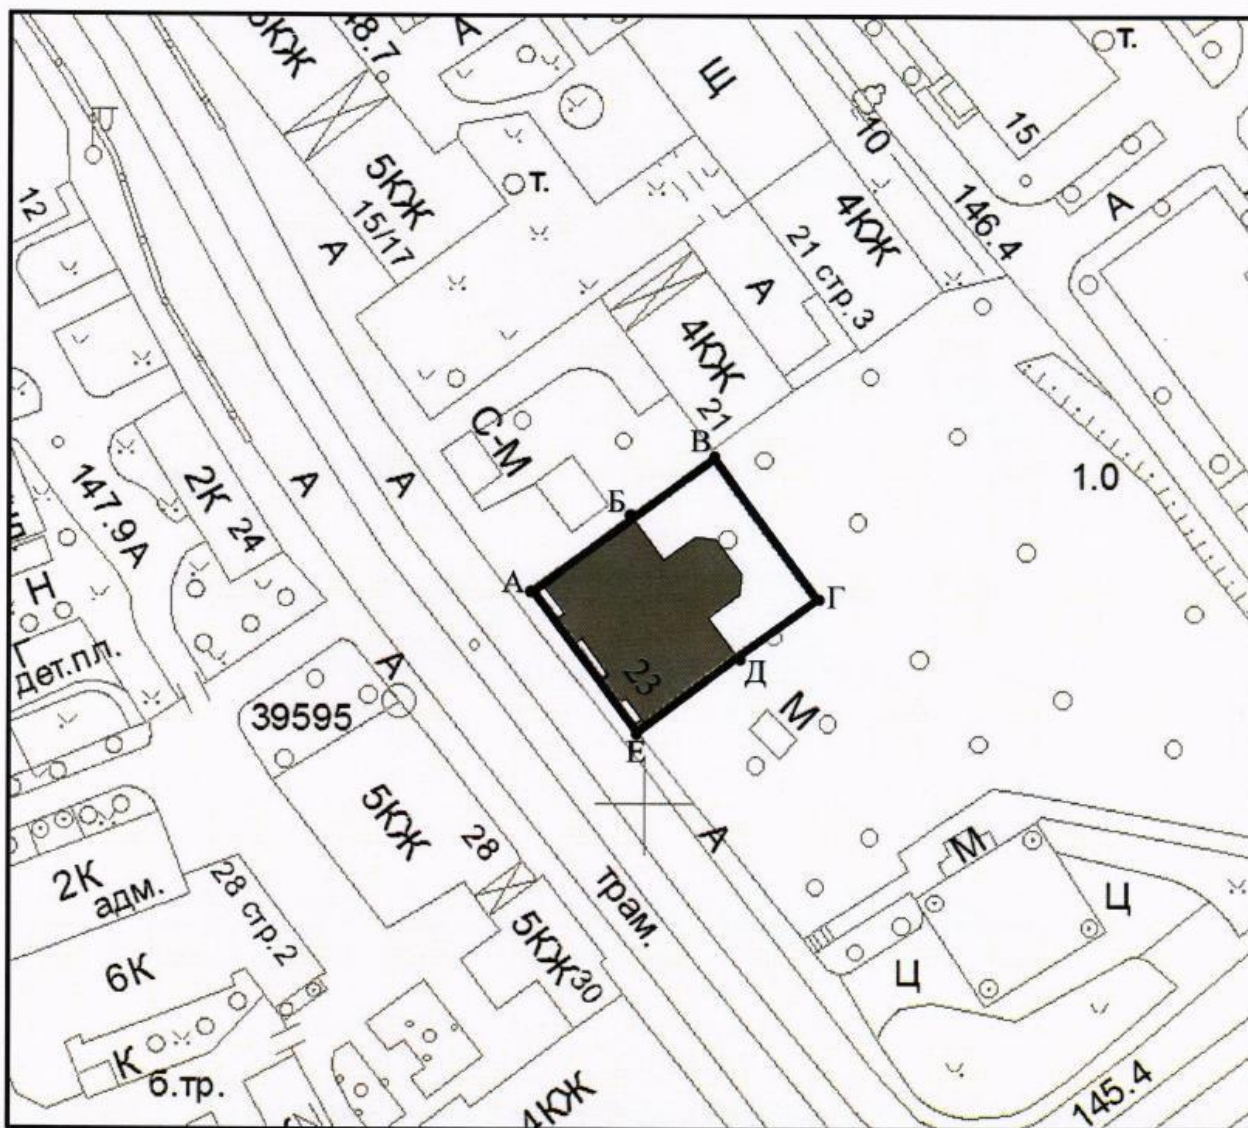 5КЖ
48.7
А
т.
Щ
10
15
12
5КЖ
15/17
т.
А
4КЖ
146.4
А
21 стр. 3
А
4КЖ
21
С-М
В
1.0
2К
24
А
А
147.9А
Б
А
Н
Г
дет.пл.
А
39595
23
Г
Д
М
Е
5КЖ
28
А
М
2К
адм.
28 стр.2
трам.
Ц
5КЖ
30
Ц
6К
К
б.тр.
4КЖ
145.4